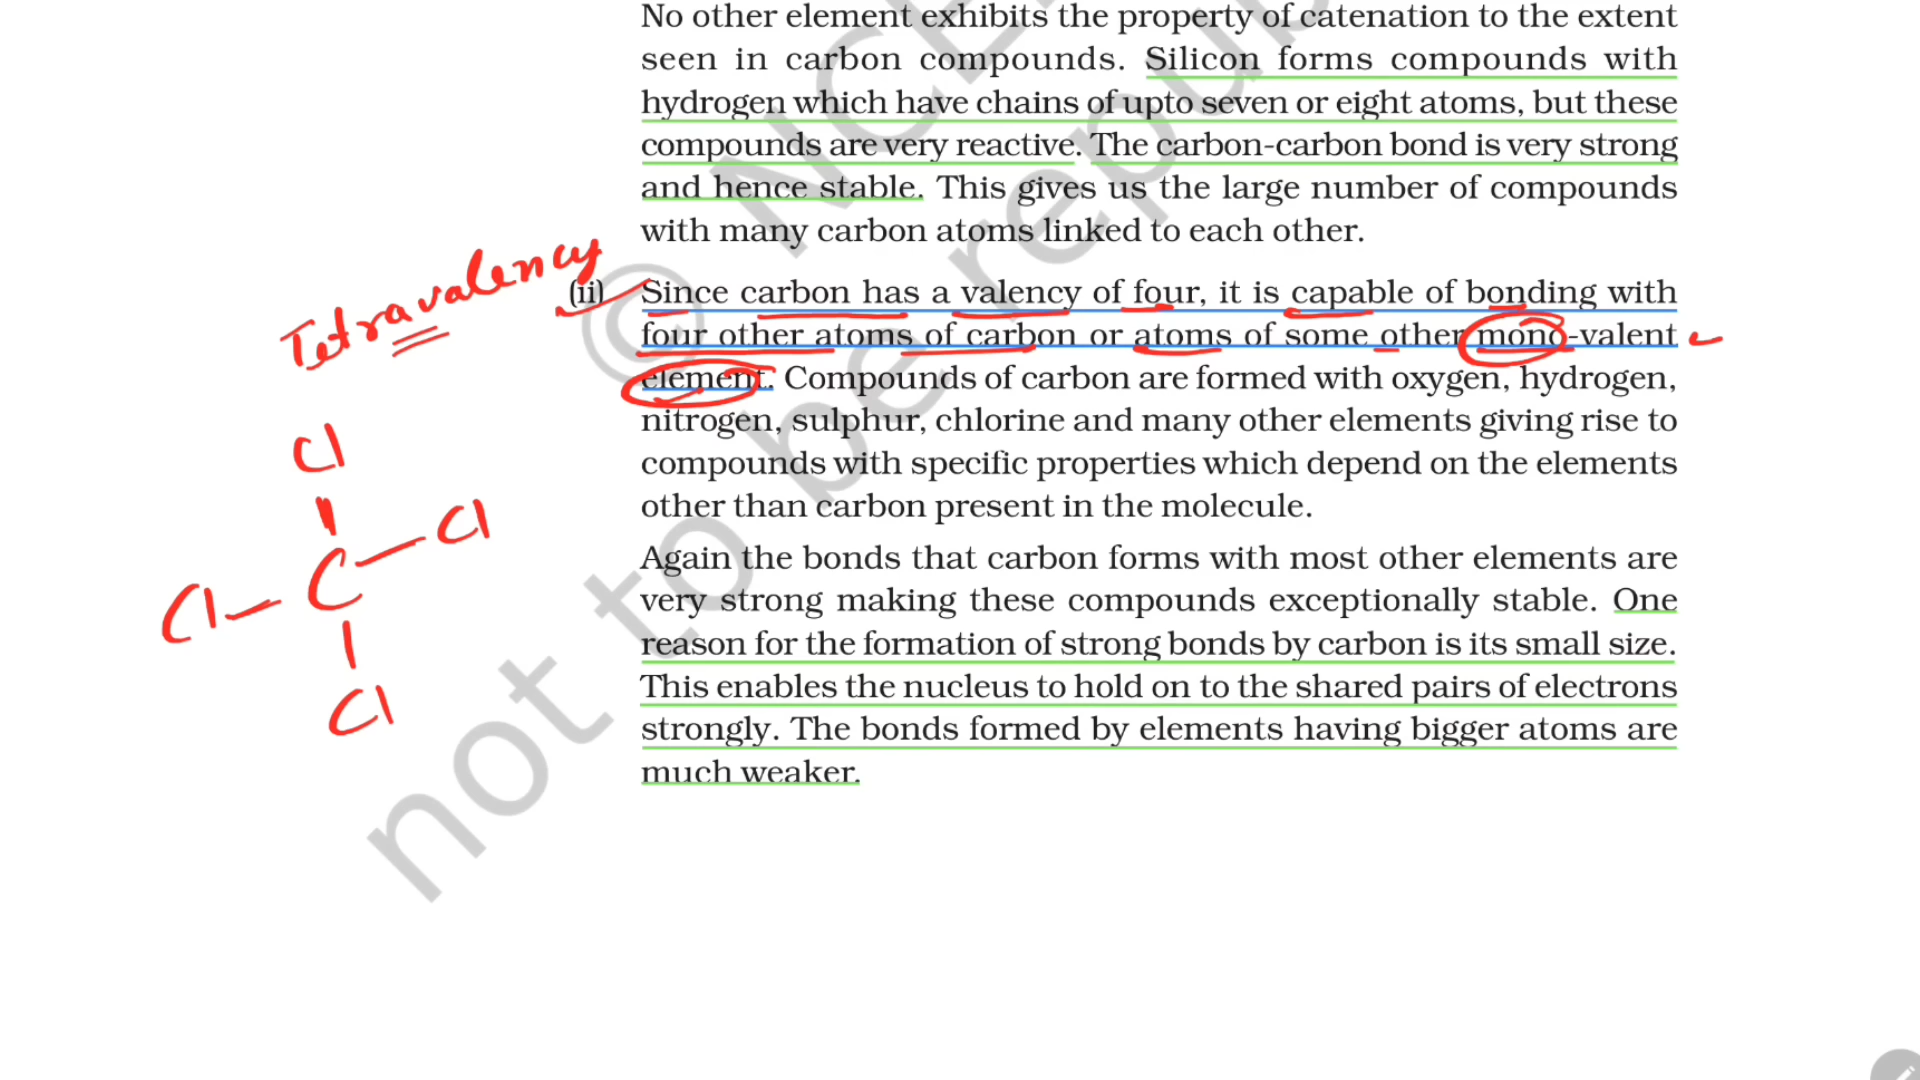 No other element exhibits the property of catenation to the extent
seen in carbon compounds. Silicon forms compounds with
hydrogen which have chains of upto seven or eight atoms, but these
compounds are very reactive. The carbon-carbon bond is very strong
and hence stable. This gives us the large number of compounds
with many carbon atoms linked to each other.
Tetravalency
(ii) Since carbon has a valency of four, it is capable of bonding with
four other atoms of carbon or atoms of some other mono-valent
element. Compounds of carbon are formed with oxygen, hydrogen,
nitrogen, sulphur, chlorine and many other elements giving rise to
compounds with specific properties which depend on the elements
other than carbon present in the molecule.
Cl
C-Cl
Cl-
Cl
Again the bonds that carbon forms with most other elements are
very strong making these compounds exceptionally stable. One
reason for the formation of strong bonds by carbon is its small size.
This enables the nucleus to hold on to the shared pairs of electrons
strongly. The bonds formed by elements having bigger atoms are
much weaker.
© NCE
not to be repub